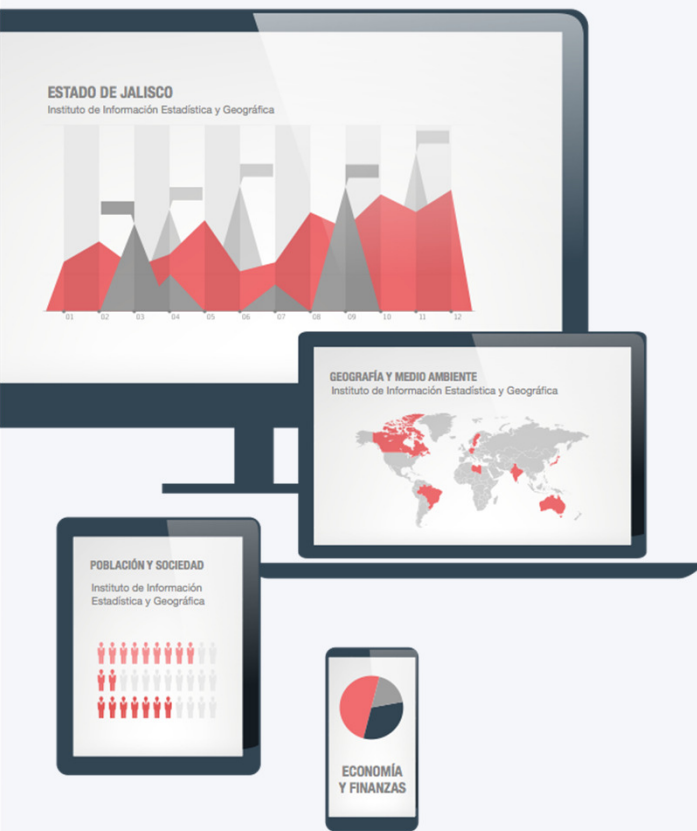 ESTADO DE JALISCO
Instituto de Información Estadística y Geográfica
01 02 03 04 05 06 07 08 09 10 11 12
GEOGRAFÍA Y MEDIO AMBIENTE
Instituto de Información Estadística y Geográfica
POBLACIÓN Y SOCIEDAD
Instituto de Información
Estadística y Geográfica
ECONOMÍA
Y FINANZAS